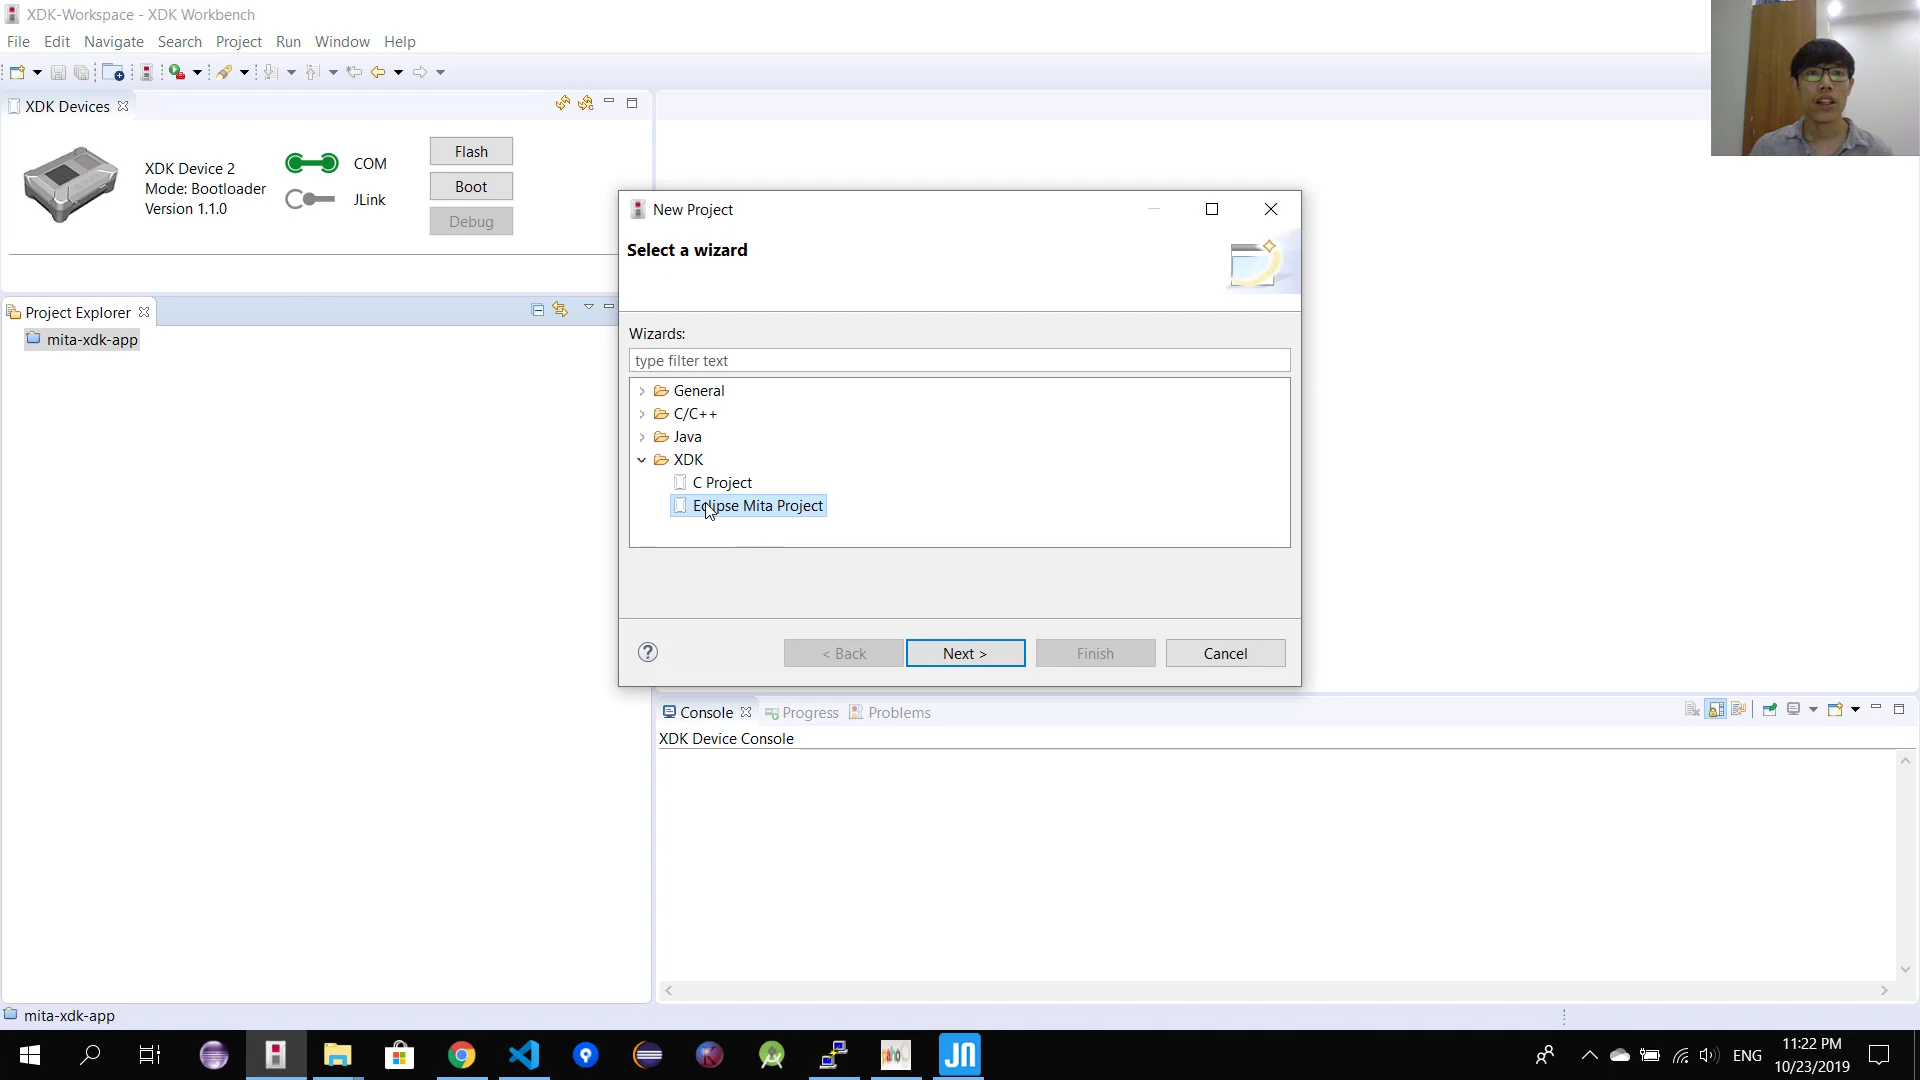 XDK-Workspace - XDK Workbench
File Edit Navigate Search Project Run Window Help
XDK Devices
XDK Device 2
Mode: Bootloader
Version 1.1.0
COM
JLink
Flash
Boot
Debug
Project Explorer
mita-xdk-app
New Project
Select a wizard
Wizards:
type filter text
General
C/C++
Java
XDK
C Project
Eclipse Mita Project
< Back Next > Finish Cancel
Console Progress Problems
XDK Device Console
mita-xdk-app
paho
JN
ENG
11:22 PM
10/23/2019